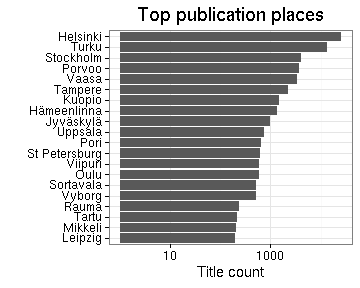 Top publication places
Helsinki
Turku
Stockholm
Porvoo
Vaasa
Tampere
Kuopio
Hämeenlinna
Jyväskylä
Uppsala
Pori
St Petersburg
Viipuri
Oulu
Sortavala
Vyborg
Rauma
Tartu
Mikkeli
Leipzig
10 1000
Title count